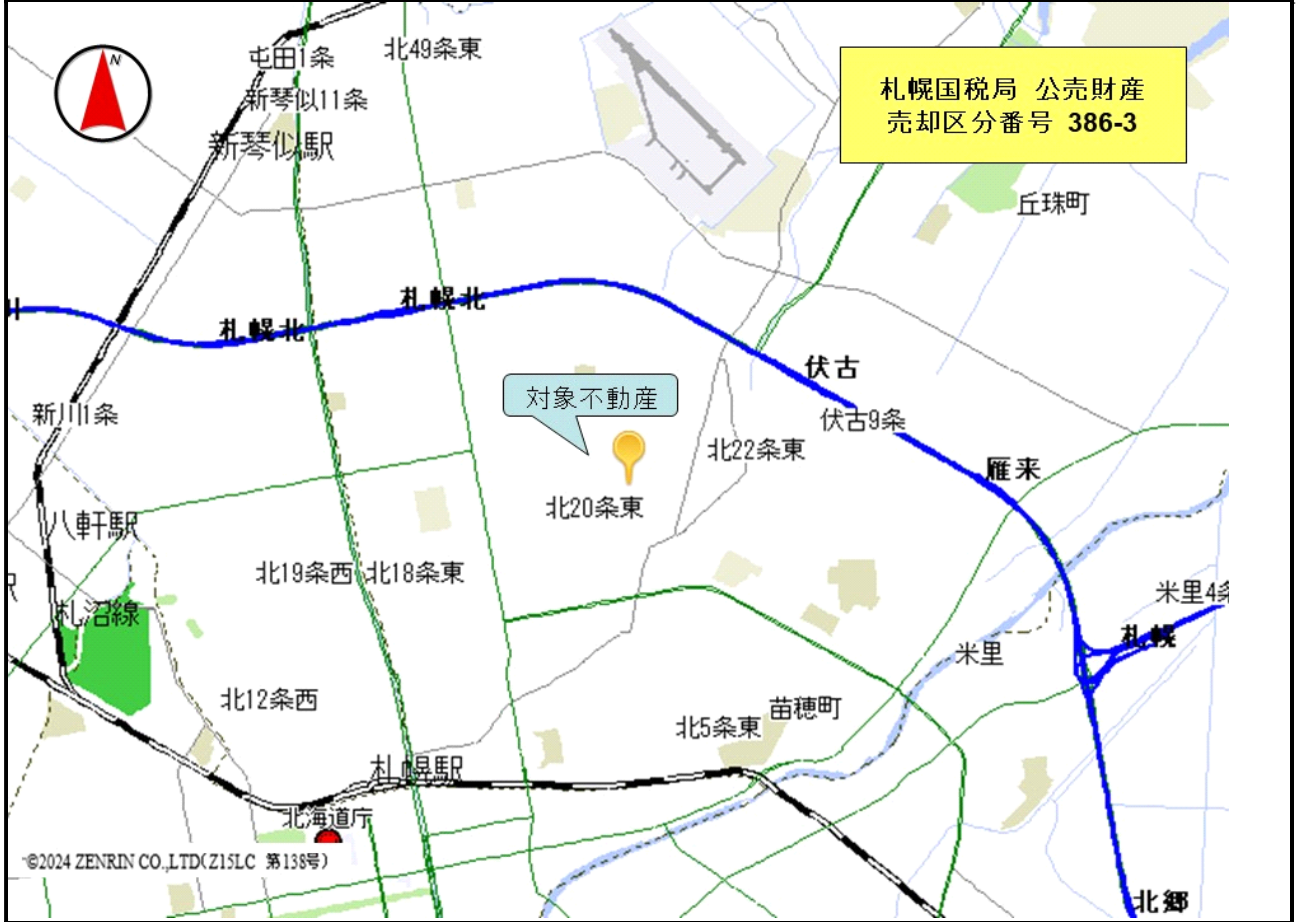 N
屯田1条
北49条東
新琴似11条
新琴似駅
札幌国税局 公売財産
売却区分番号 386-3
丘珠町
川
札幌北
札幌北
伏古
対象不動産
新川1条
伏古9条
北22条東
雁来
北20条東
八軒駅
北19条西
北18条東
駅
札沼線
米里4条
札幌
米里
北12条西
苗穂町
北5条東
札幌駅
北海道庁
©2024 ZENRIN CO.,LTD(Z15LC 第138号)
北郷